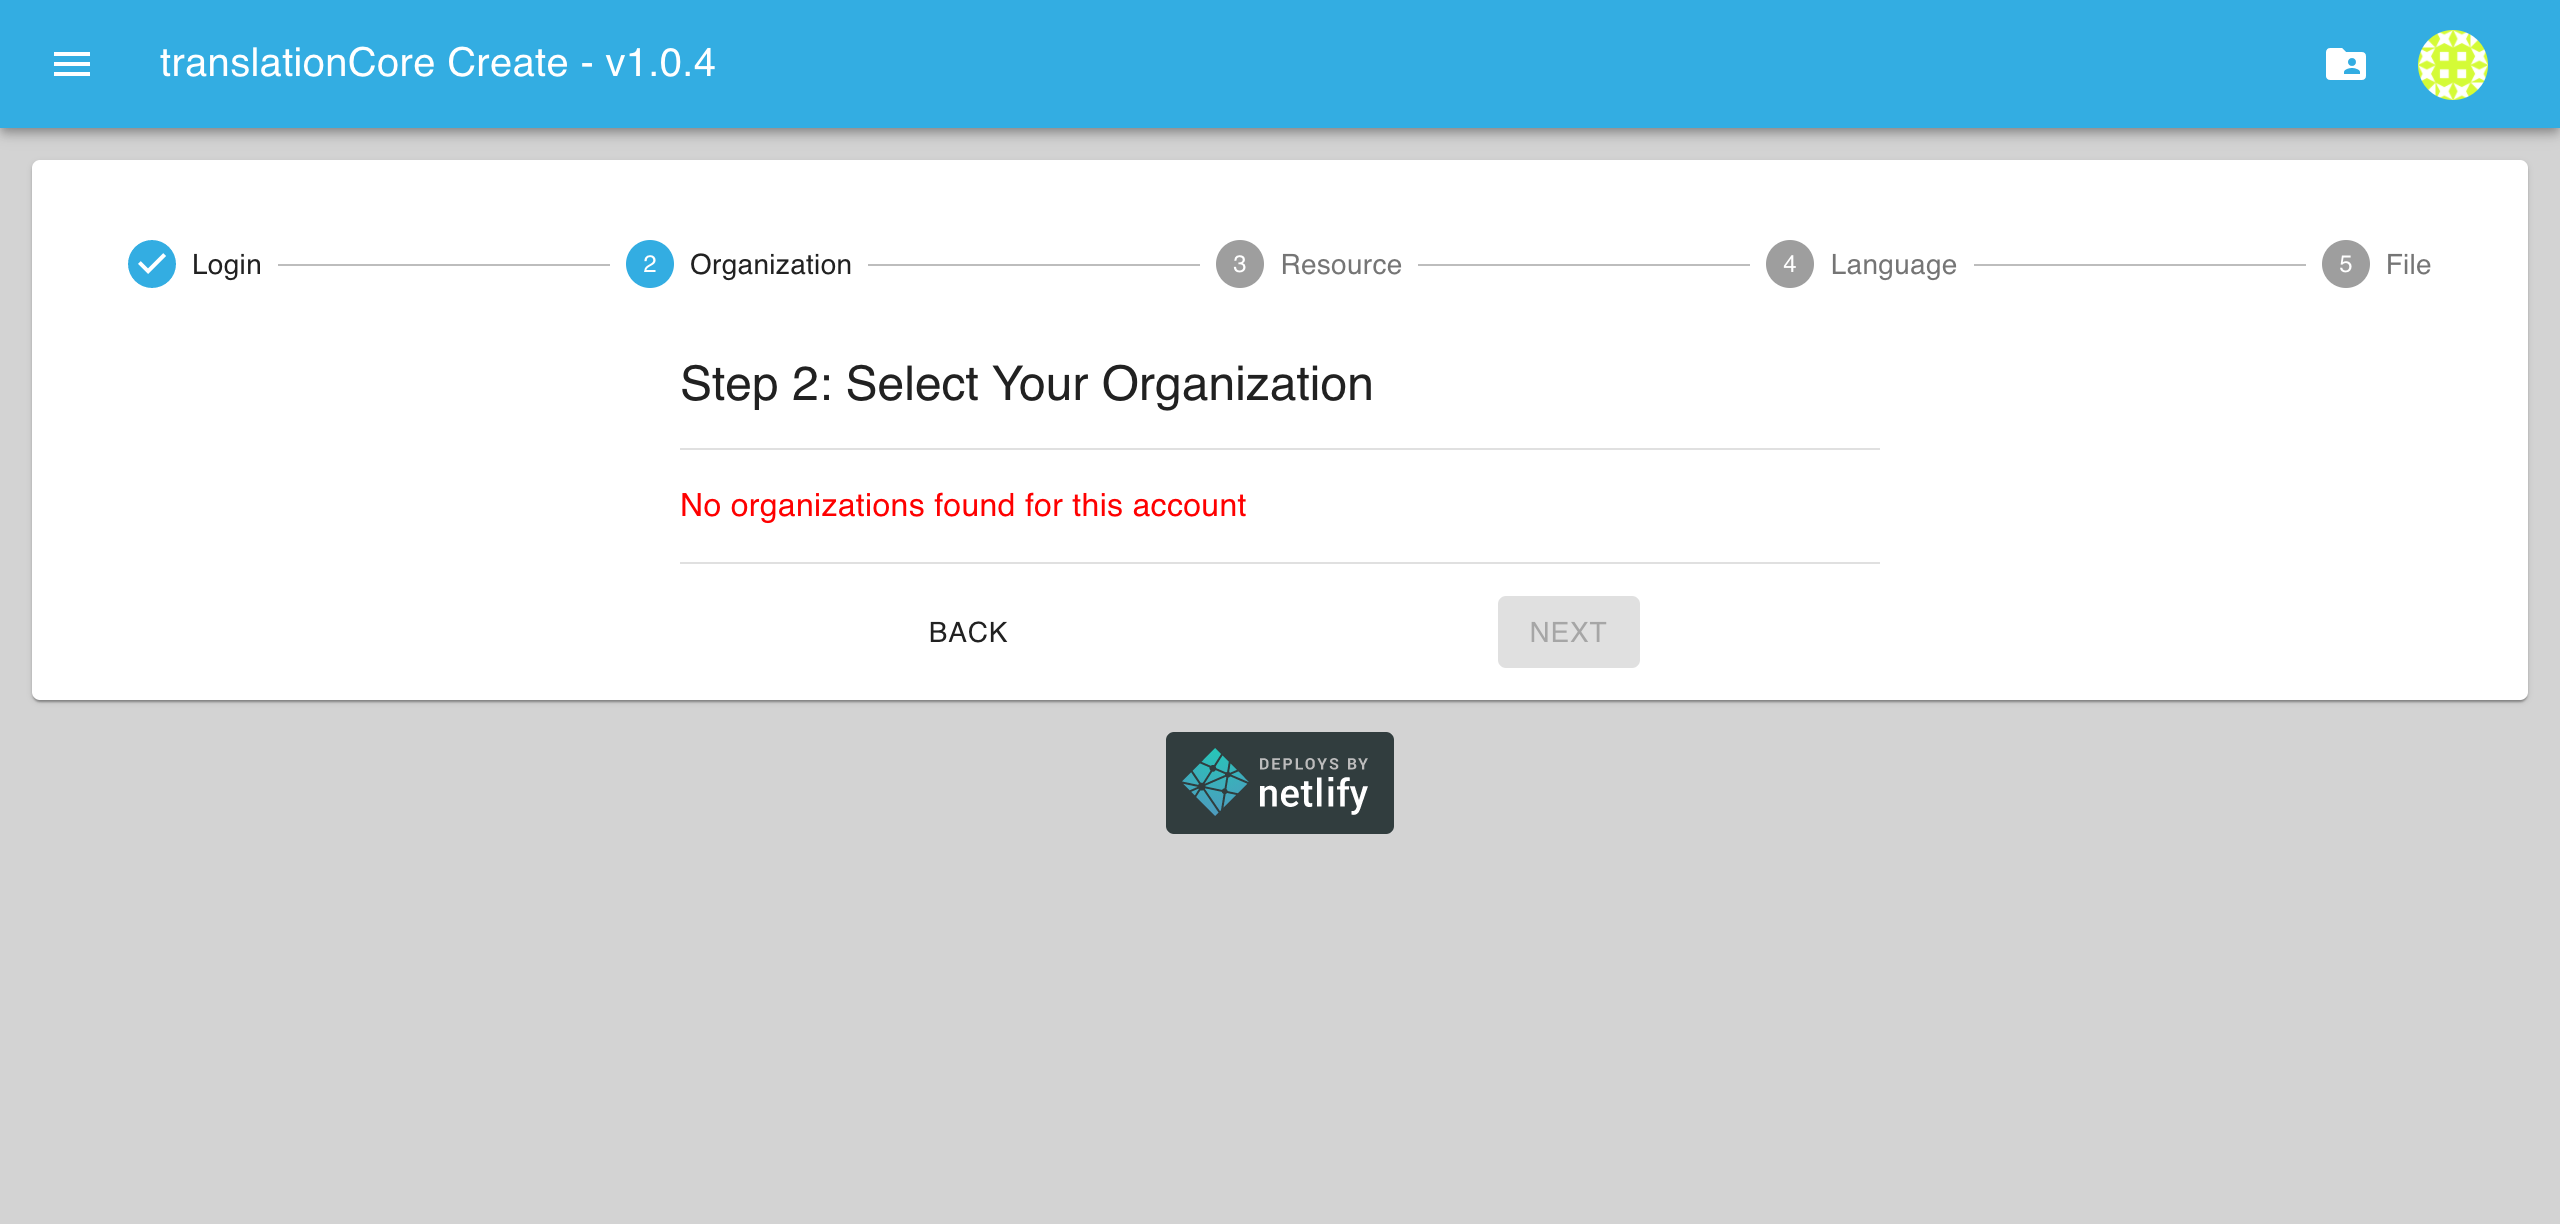 translationCore Create - v1.0.4
Login
2 Organization
3 Resource
4 Language
5 File
Step 2: Select Your Organization
No organizations found for this account
BACK
NEXT
DEPLOYS BY
netlify